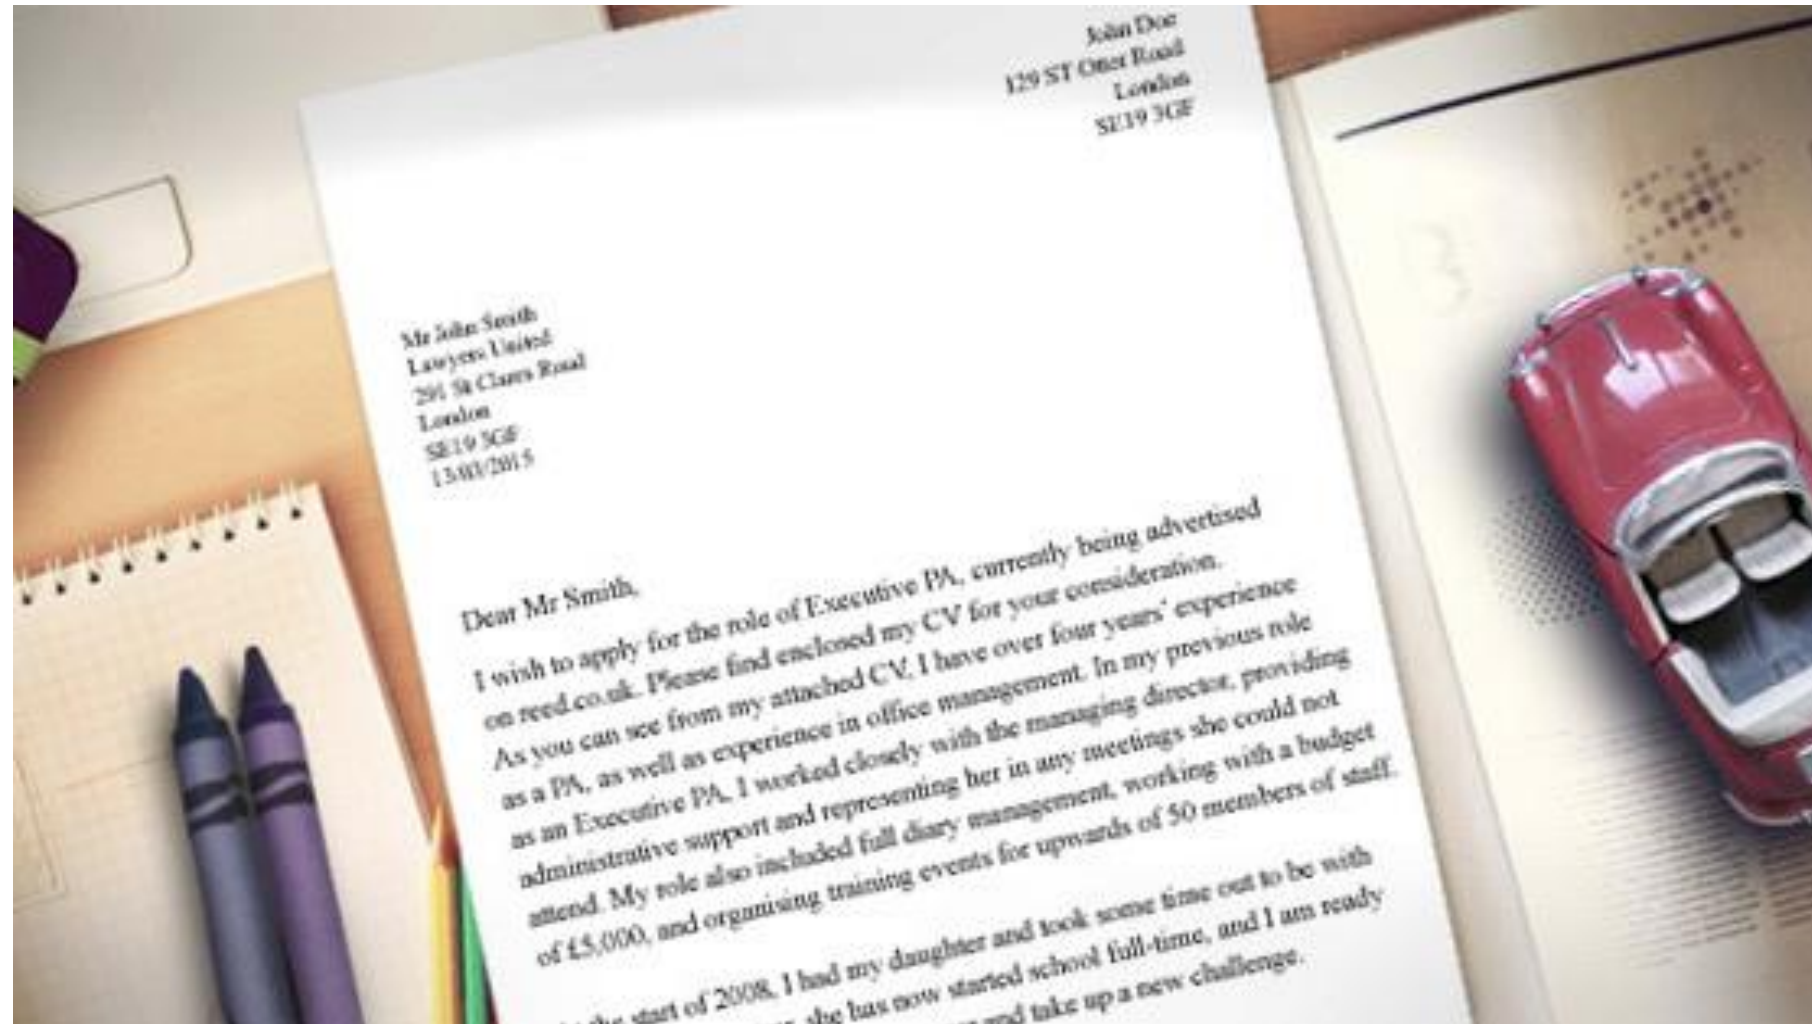 John Doe
129 ST Otter Road
London
SE19 3GF
Mr John Smith
Lawyers United
291 St Clares Road
London
SE19 3GF
13/03/2015
Dear Mr Smith,
I wish to apply for the role of Executive PA, currently being advertised
on reed.co.uk. Please find enclosed my CV for your consideration.
As you can see from my attached CV, I have over four years' experience
as a PA, as well as experience in office management. In my previous role
as an Executive PA, I worked closely with the managing director, providing
administrative support and representing her in any meetings she could not
attend. My role also included full diary management, working with a budget
of £5,000, and organising training events for upwards of 50 members of staff.
the start of 2008, I had my daughter and took some time out to be with
she has now started school full-time, and I am ready
and take up a new challenge.